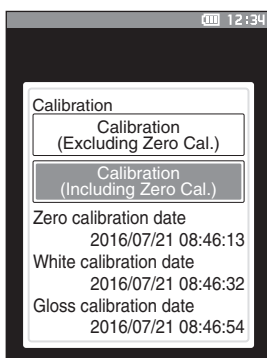 12:34
Calibration
Calibration
(Excluding Zero Cal.)
Calibration
(Including Zero Cal.)
Zero calibration date
2016/07/21 08:46:13
White calibration date
2016/07/21 08:46:32
Gloss calibration date
2016/07/21 08:46:54